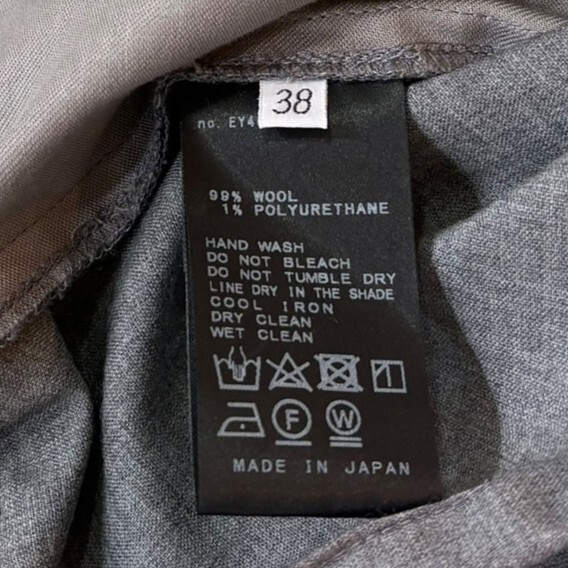 38
no. EY4
99% WOOL
1% POLYURETHANE
HAND WASH
DO NOT BLEACH
DO NOT TUMBLE DRY
LINE DRY IN THE SHADE
COOL IRON
DRY CLEAN
WET CLEAN
F W
MADE IN JAPAN